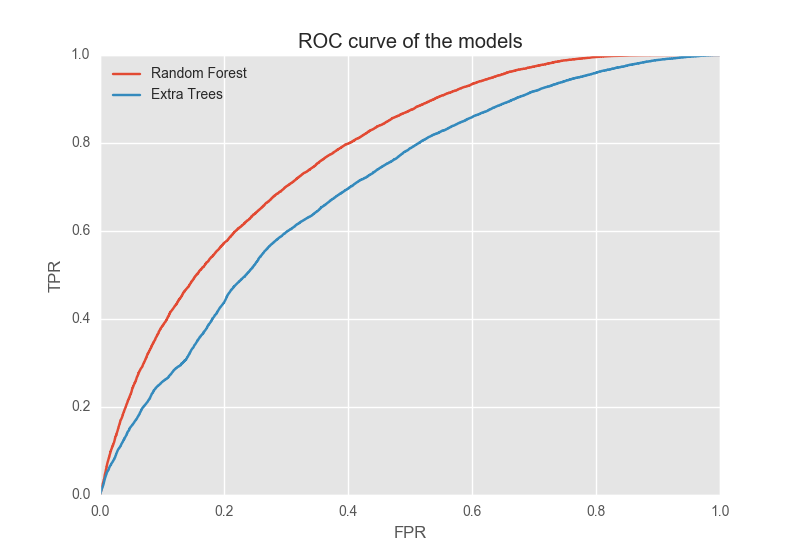 ROC curve of the models
1.0
Random Forest
Extra Trees
0.8
0.6
TPR
0.4
0.2
0.0
0.0 0.2 0.4 0.6 0.8 1.0
FPR